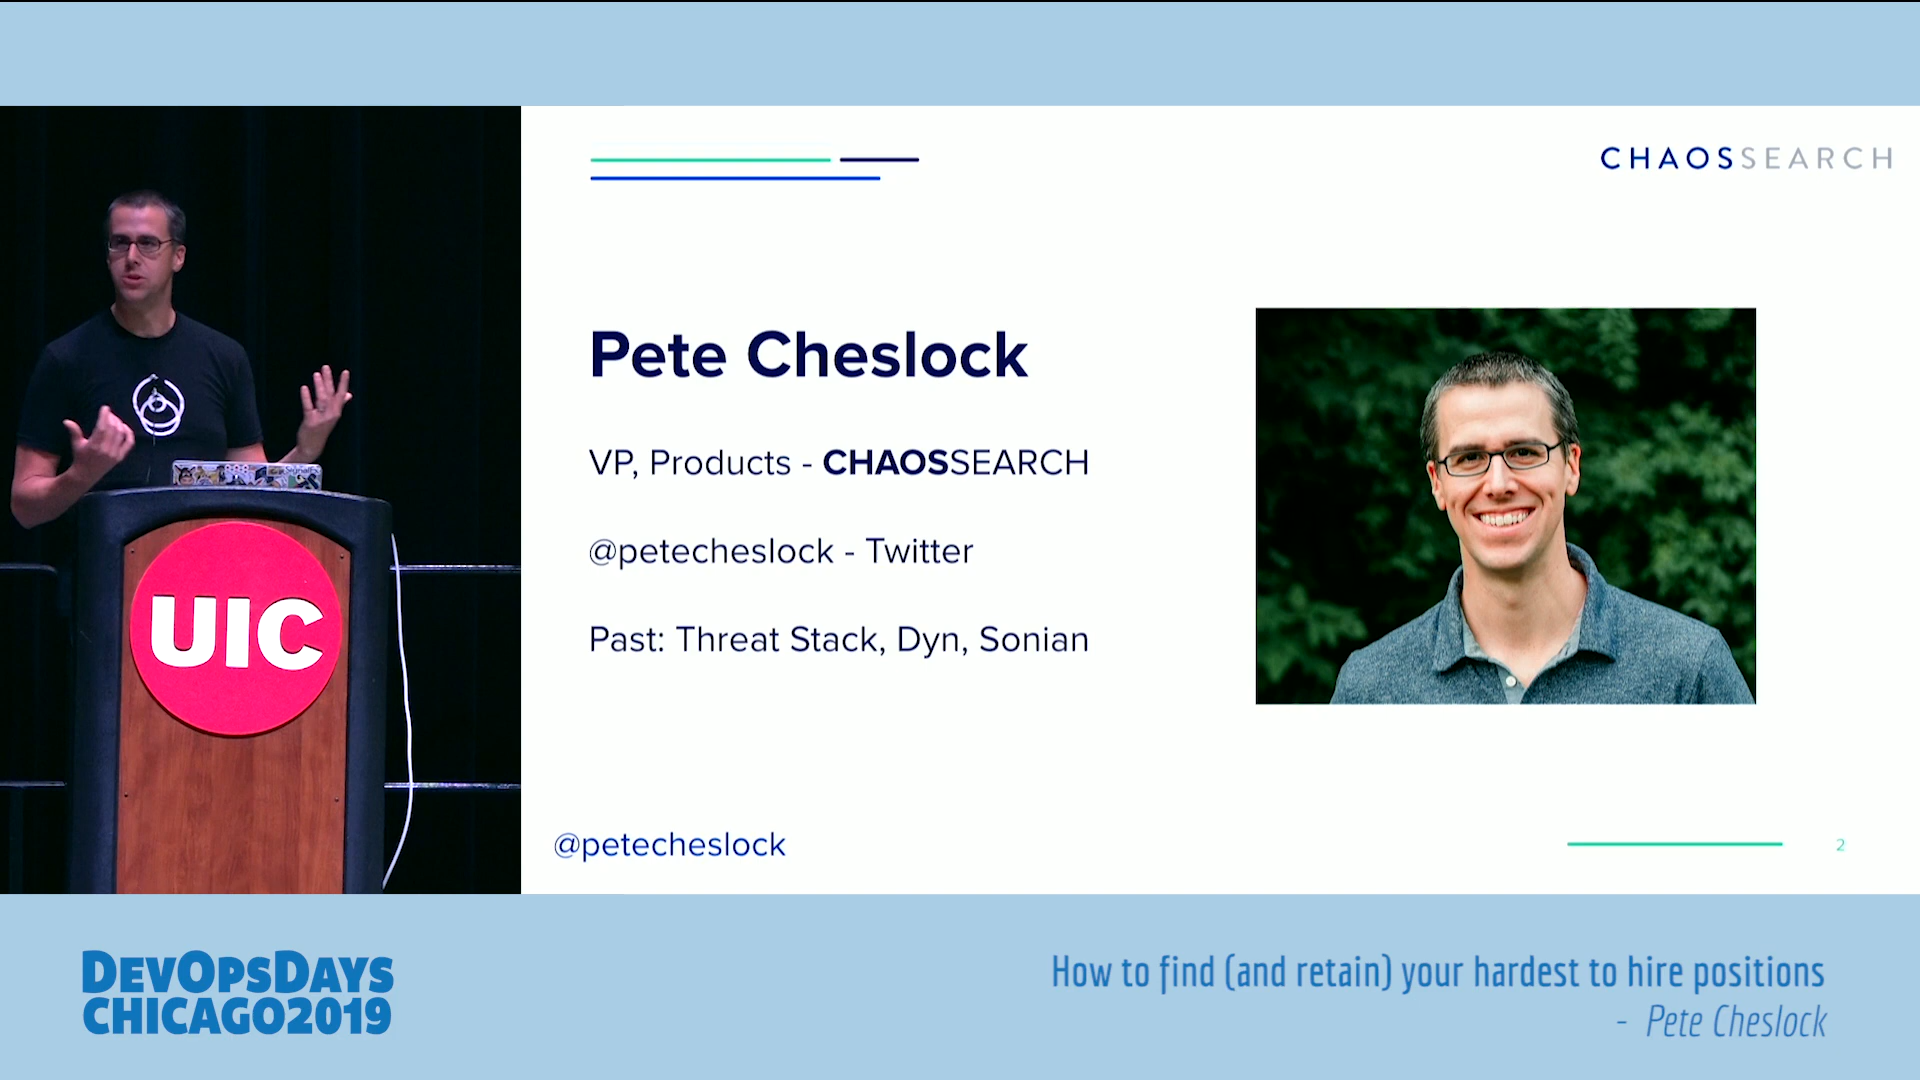 CHAOSSEARCH
Pete Cheslock
VP, Products - CHAOSSEARCH
@petecheslock - Twitter
Past: Threat Stack, Dyn, Sonian
@petecheslock
2
UIC
DEVOPSDAYS
CHICAGO2019
How to find (and retain) your hardest to hire positions
- Pete Cheslock